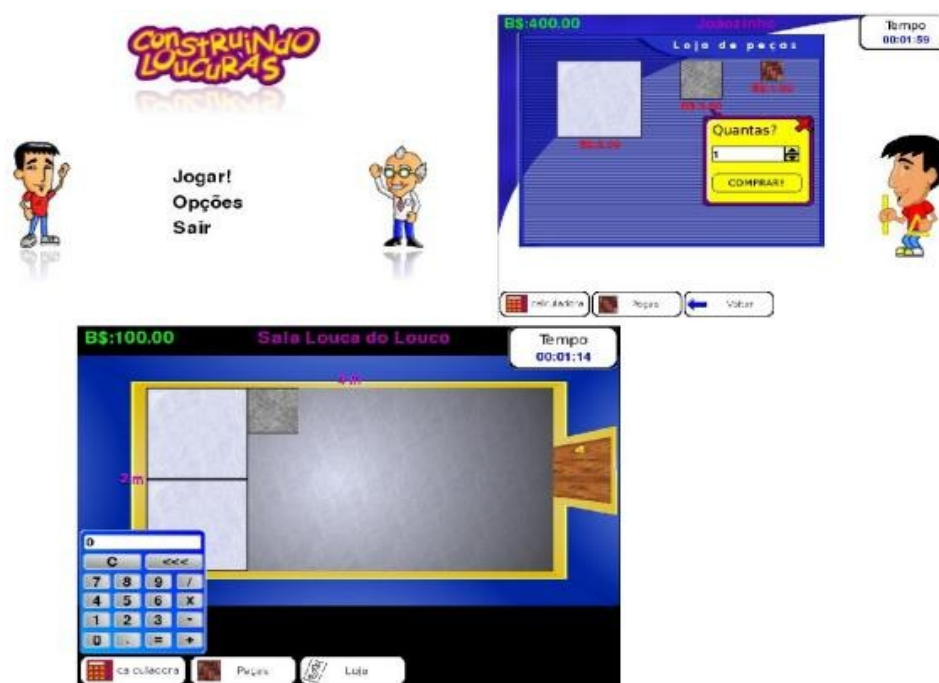 CONSTRUINDO
LOUCURAS
Jogar!
Opções
Sair
B$:400.00
Joãozinho
Tempo
00:01:59
Loja de peças
Quantas?
1
COMPRAR!
calculadora
Peças
Voltar
B$:100.00
Sala Louca do Louco
Tempo
00:01:14
4 m
2 m
0
C <<<
7 8 9 /
4 5 6 X
1 2 3 -
0 . = +
calculadora
Peças
Loja